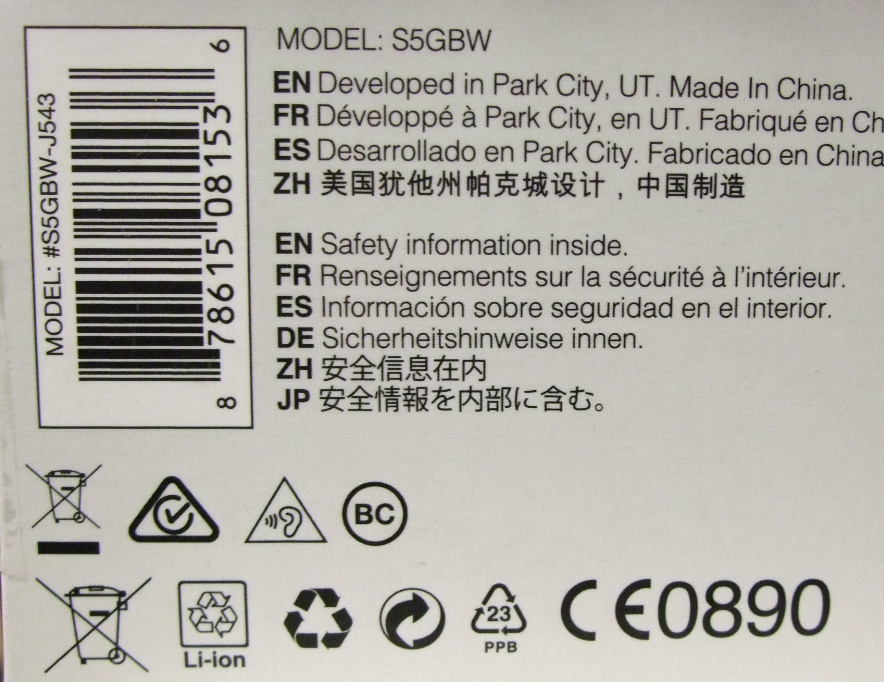 MODEL: #S5GBW-J543
8 78615 08153 6
MODEL: S5GBW
EN Developed in Park City, UT. Made In China.
FR Développé à Park City, en UT. Fabriqué en Ch
ES Desarrollado en Park City. Fabricado en China
ZH 美国犹他州帕克城设计，中国制造
EN Safety information inside.
FR Renseignements sur la sécurité à l'intérieur.
ES Información sobre seguridad en el interior.
DE Sicherheitshinweise innen.
ZH 安全信息在内
JP 安全情報を内部に含む。
BC
Li-ion
23
PPB
CE0890